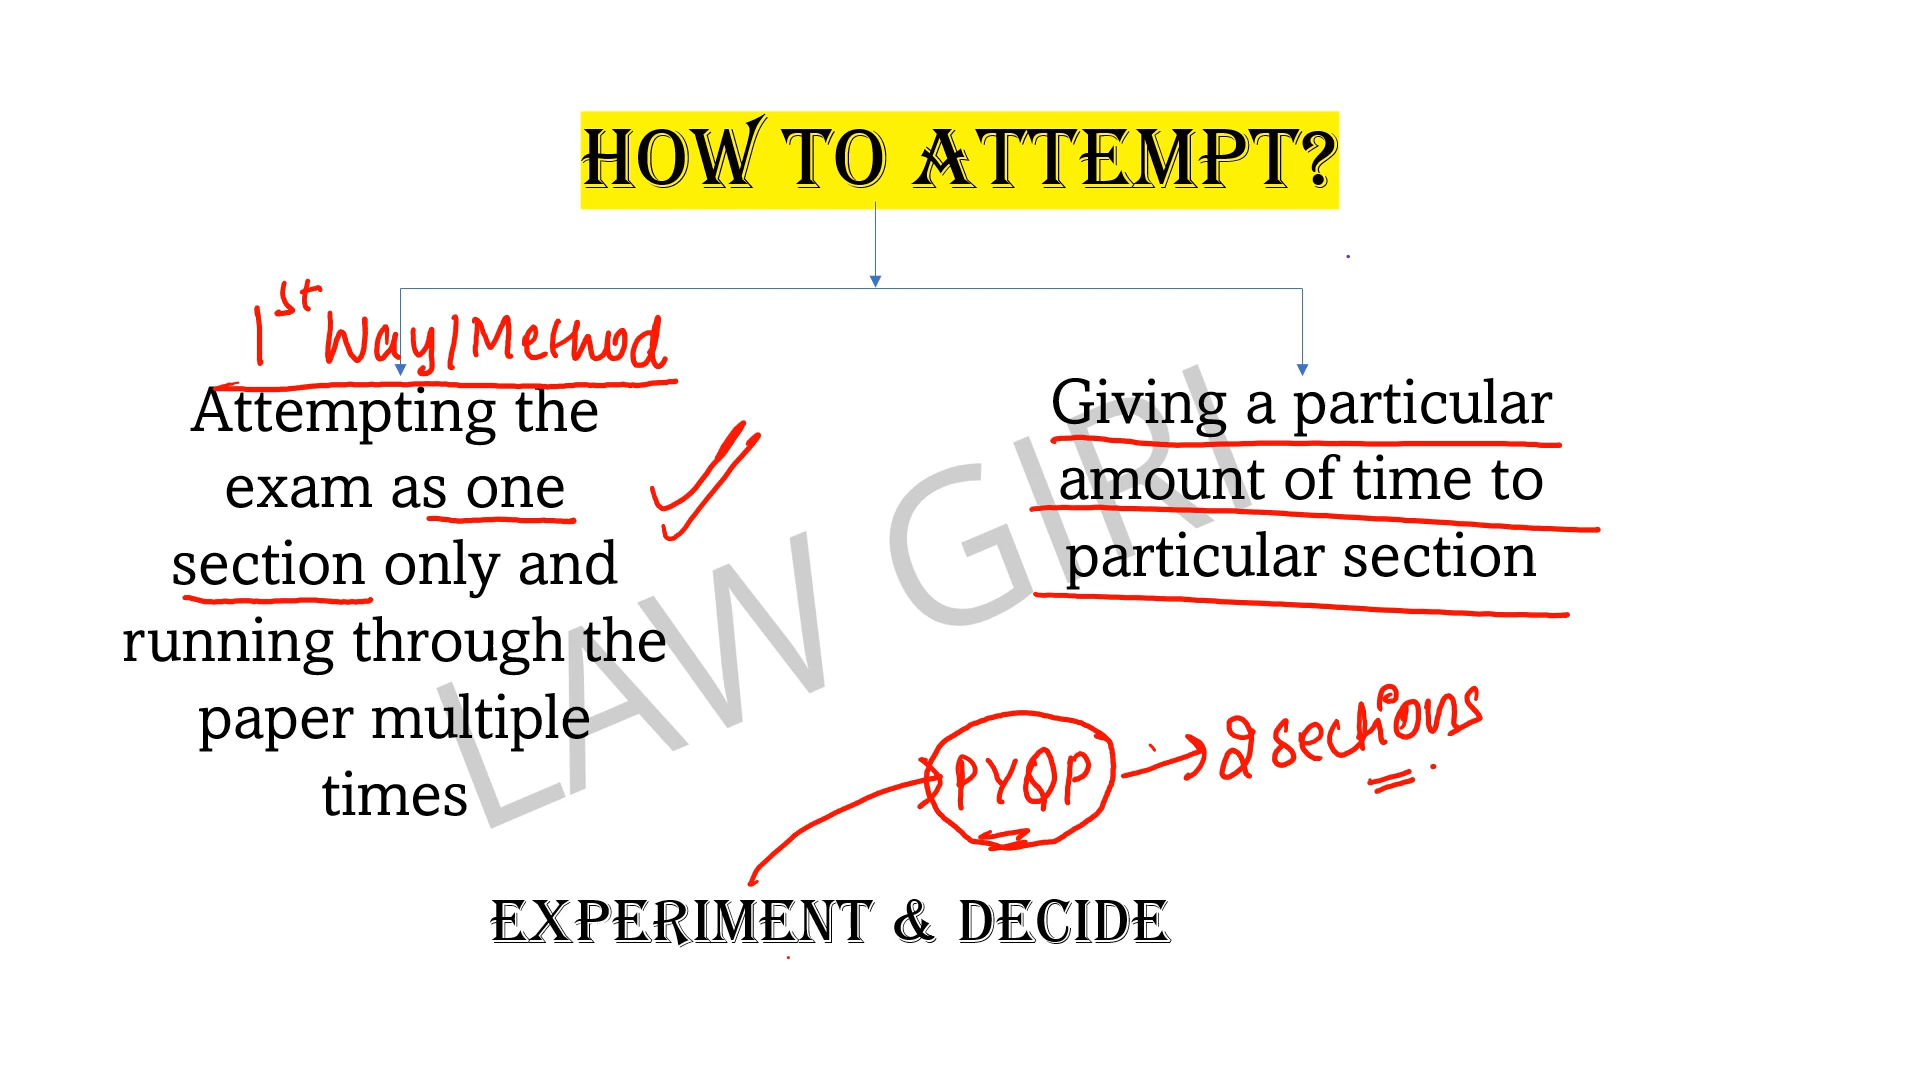 HOW TO ATTEMPT?
1st Way/Method
Attempting the
exam as one
section only and
running through the
paper multiple
times
Giving a particular
amount of time to
particular section
LAW GIRI
PYQP → 2 sections
EXPERIMENT & DECIDE